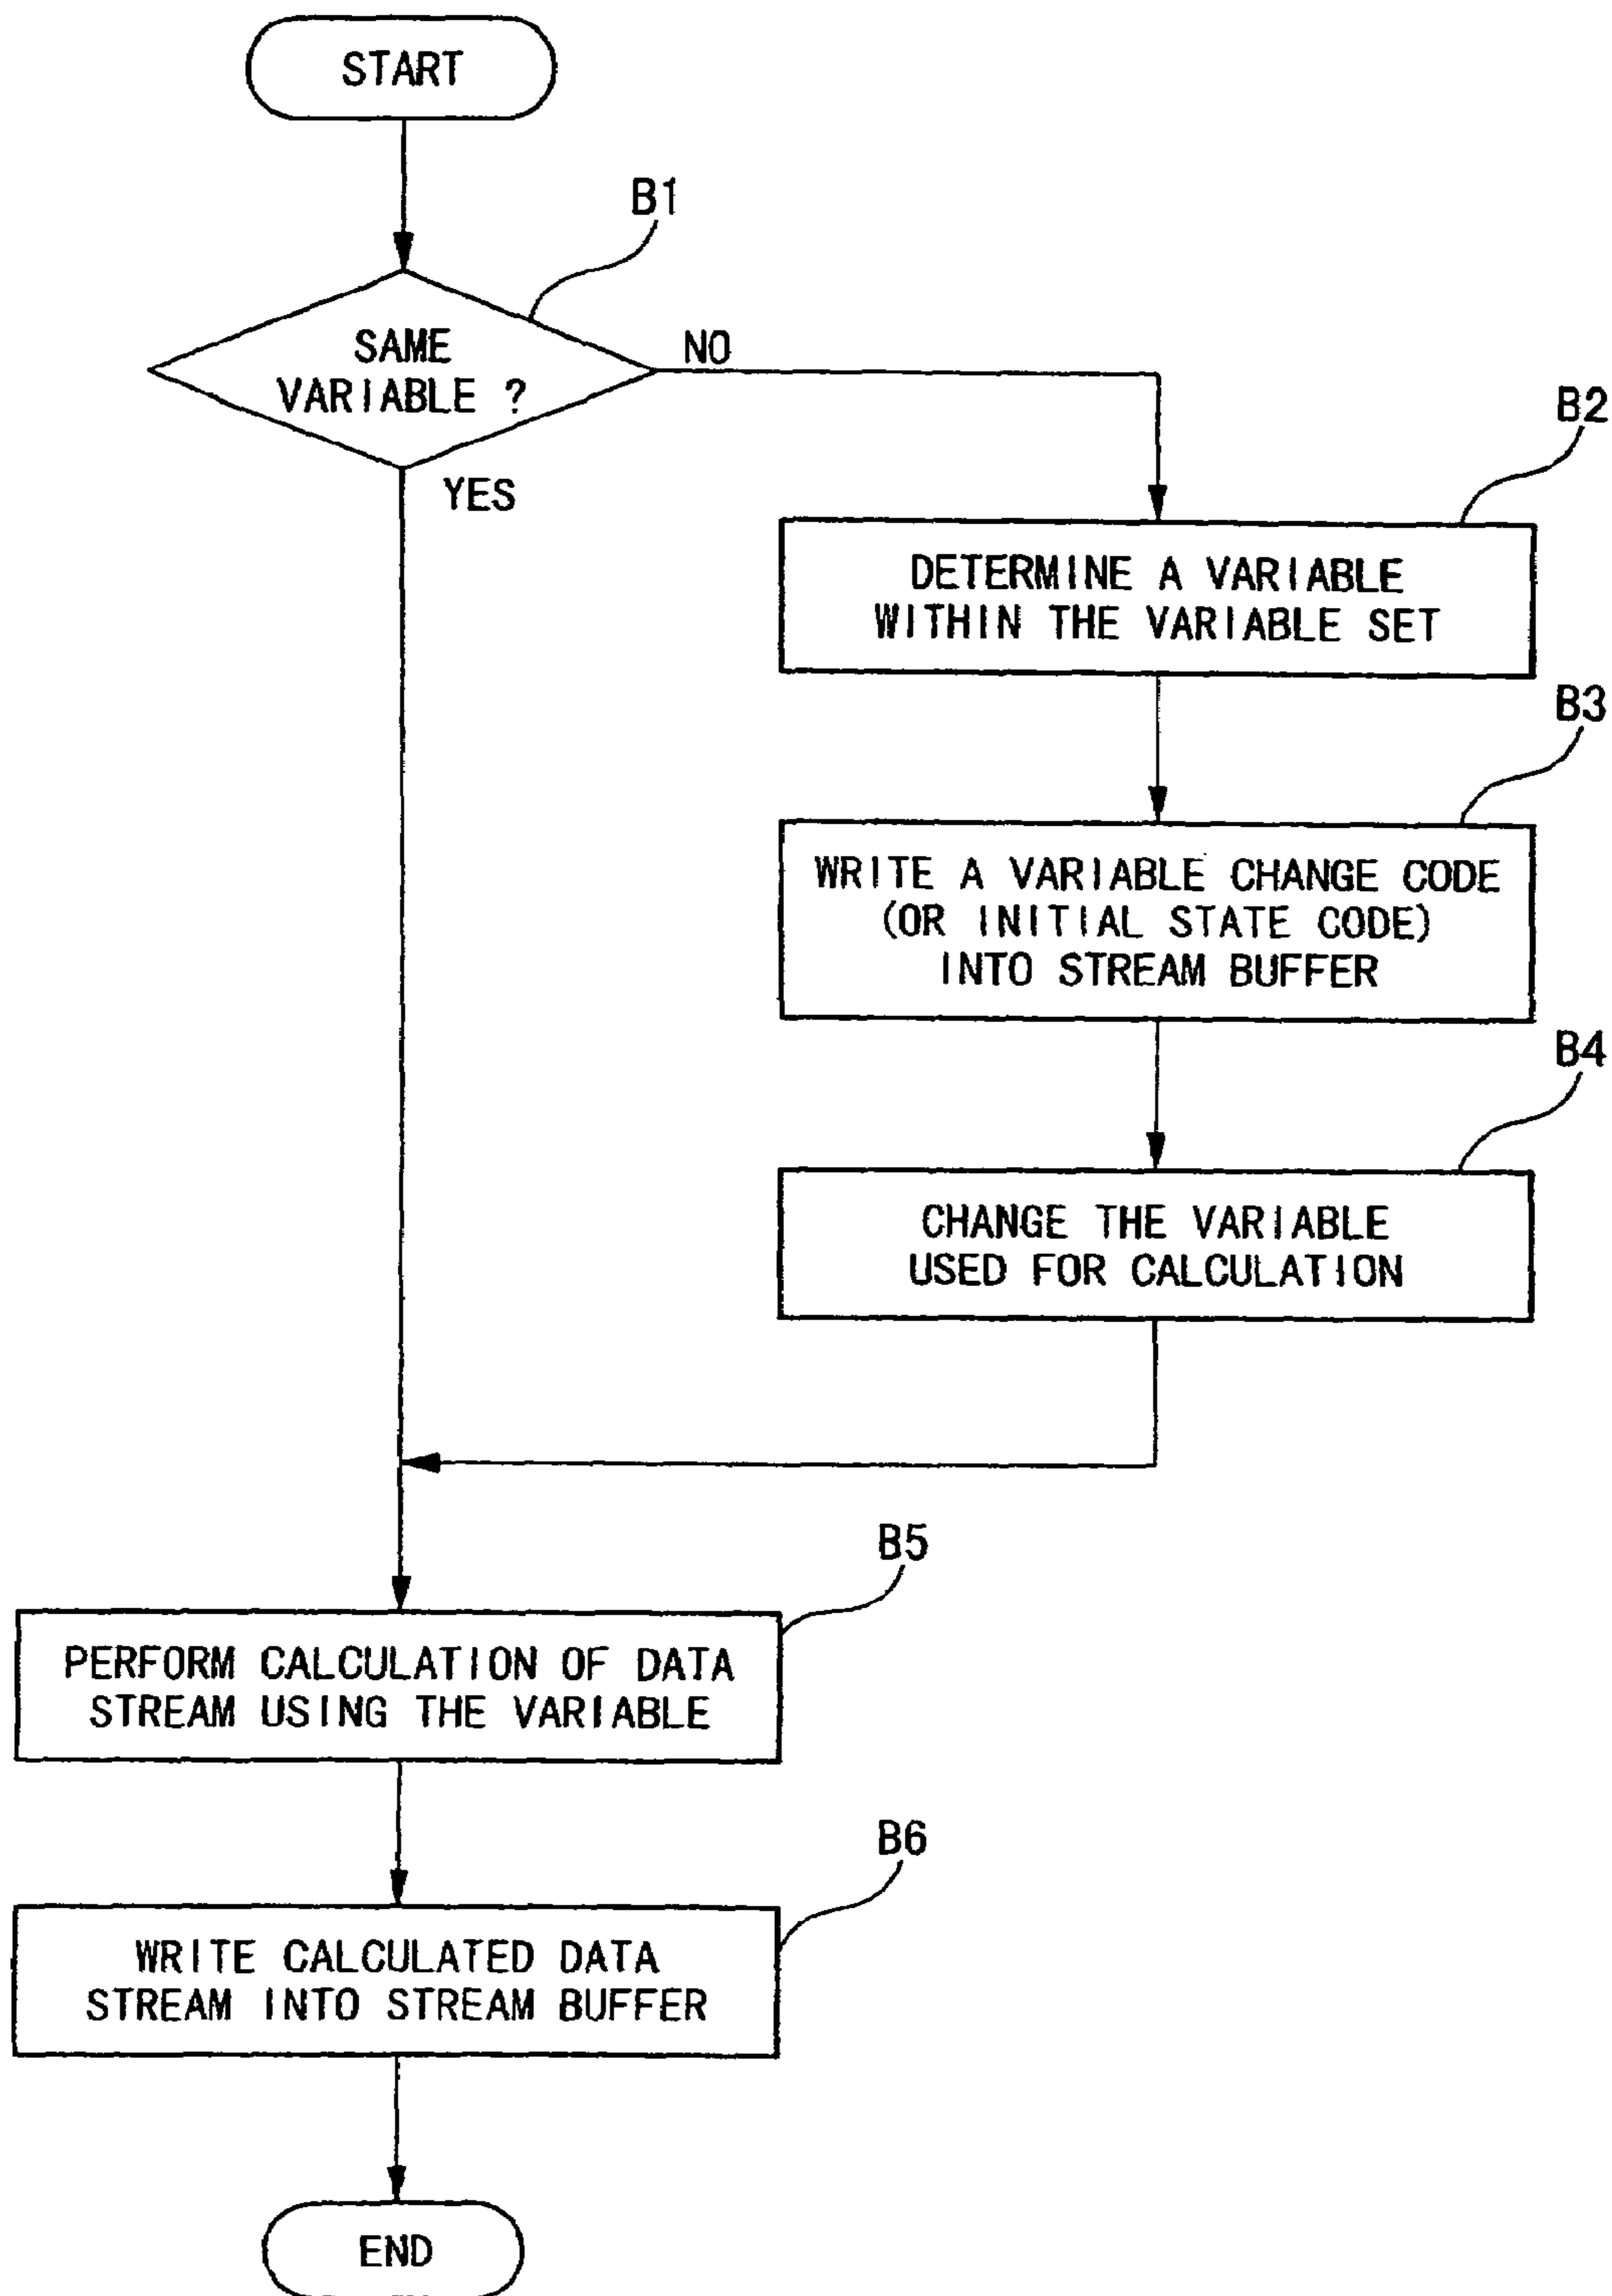 START
B1
SAME
VARIABLE ?
NO
YES
B2
DETERMINE A VARIABLE
WITHIN THE VARIABLE SET
B3
WRITE A VARIABLE CHANGE CODE
(OR INITIAL STATE CODE)
INTO STREAM BUFFER
B4
CHANGE THE VARIABLE
USED FOR CALCULATION
B5
PERFORM CALCULATION OF DATA
STREAM USING THE VARIABLE
B6
WRITE CALCULATED DATA
STREAM INTO STREAM BUFFER
END